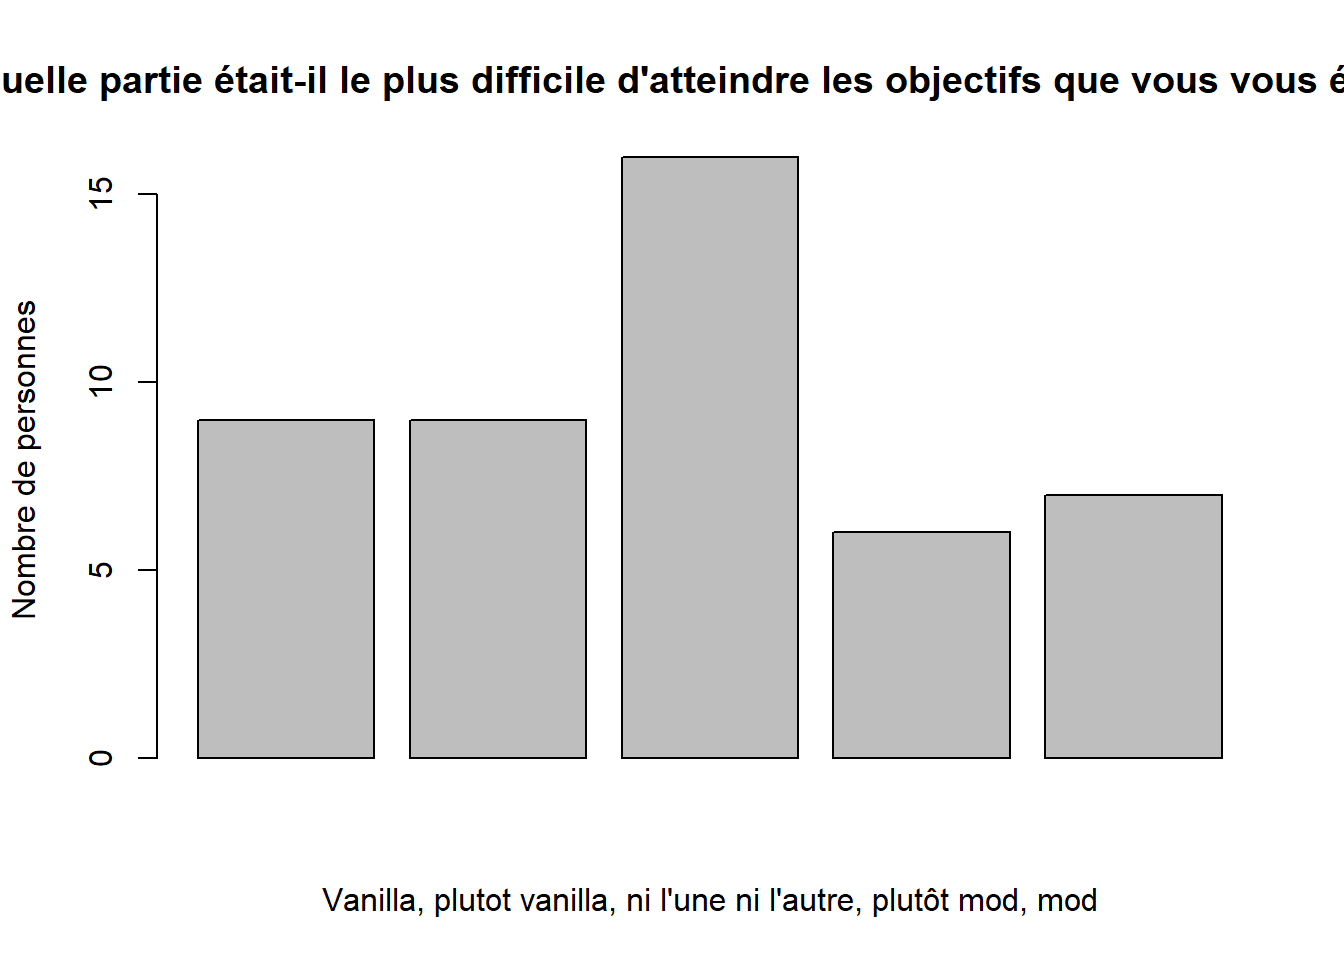 uelle partie était-il le plus difficile d'atteindre les objectifs que vous vous é
15
10
5
0
Nombre de personnes
Vanilla, plutot vanilla, ni l'une ni l'autre, plutôt mod, mod